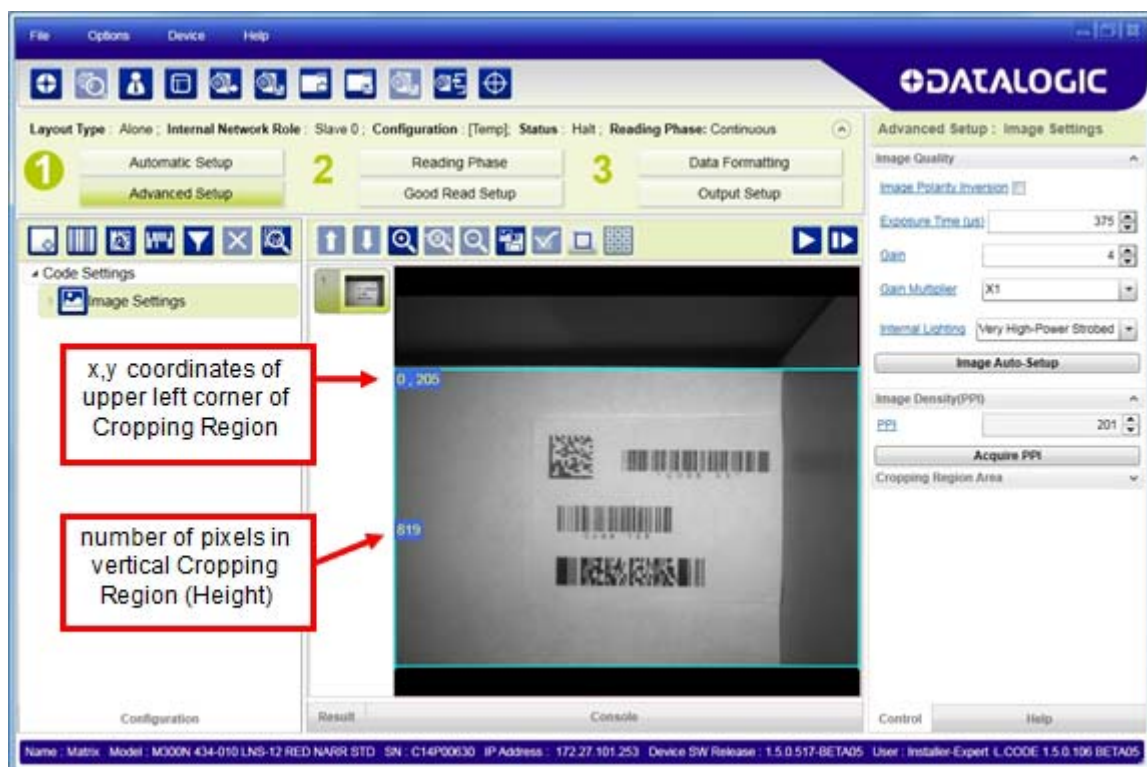 File Options Device Help
DATALOGIC
Layout Type : Alone ; Internal Network Role : Slave 0 ; Configuration : [Temp]; Status : Halt ; Reading Phase: Continuous
1 Automatic Setup
Advanced Setup
2 Reading Phase
Good Read Setup
3 Data Formatting
Output Setup
Advanced Setup : Image Settings
Image Quality
Image Polarity Inversion
Exposure Time (us) 375
Gain 4
Gain Multiplier X1
Internal Lighting Very High-Power Strobed
Image Auto-Setup
Image Density(PPI)
PPI 201
Acquire PPI
Cropping Region Area
Code Settings
Image Settings
1
x,y coordinates of
upper left corner of
Cropping Region
0 , 205
number of pixels in
vertical Cropping
Region (Height)
819
Configuration
Result
Console
Control
Help
Name : Matrix Model : M300N 434-010 LNS-12 RED NARR STD SN : C14P00630 IP Address : 172.27.101.253 Device SW Release : 1.5.0.517-BETA05 User : Installer-Expert L.CODE 1.5.0.106 BETA05